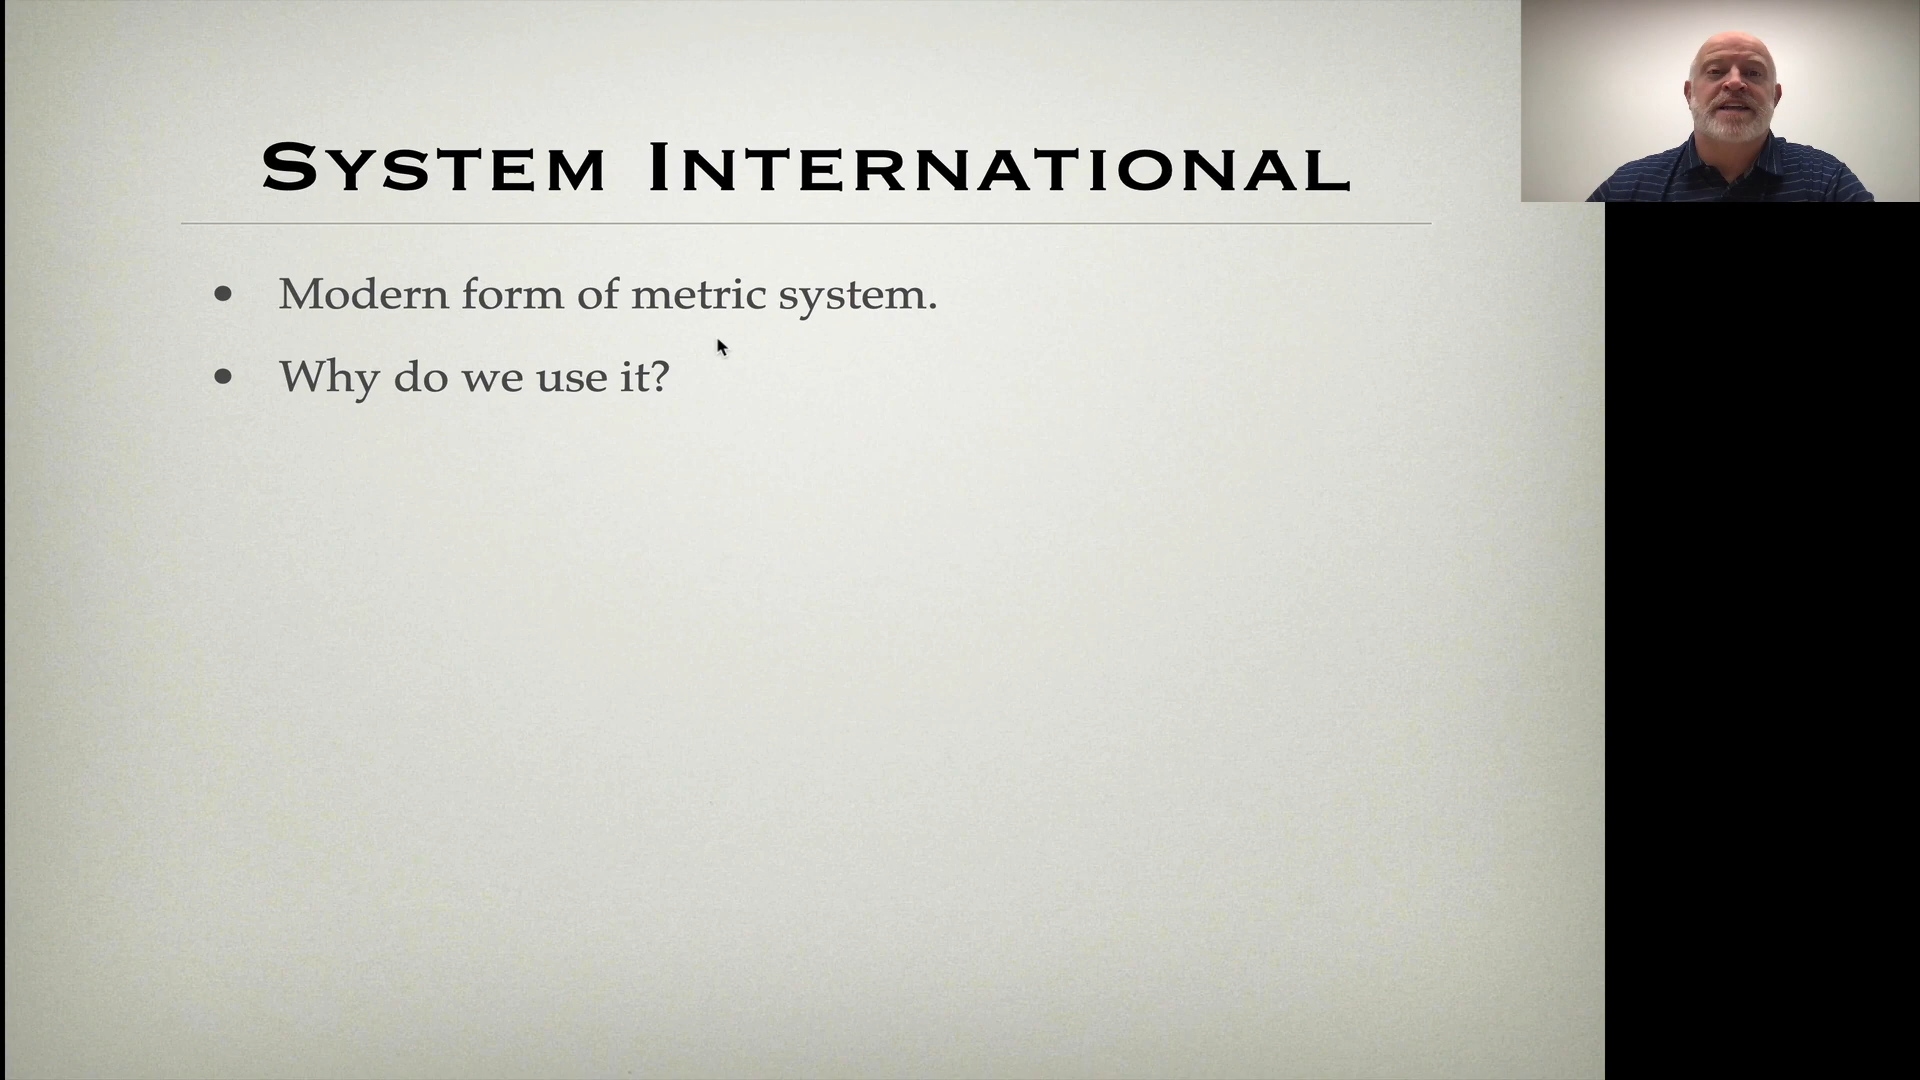 System International
• Modern form of metric system.
• Why do we use it?